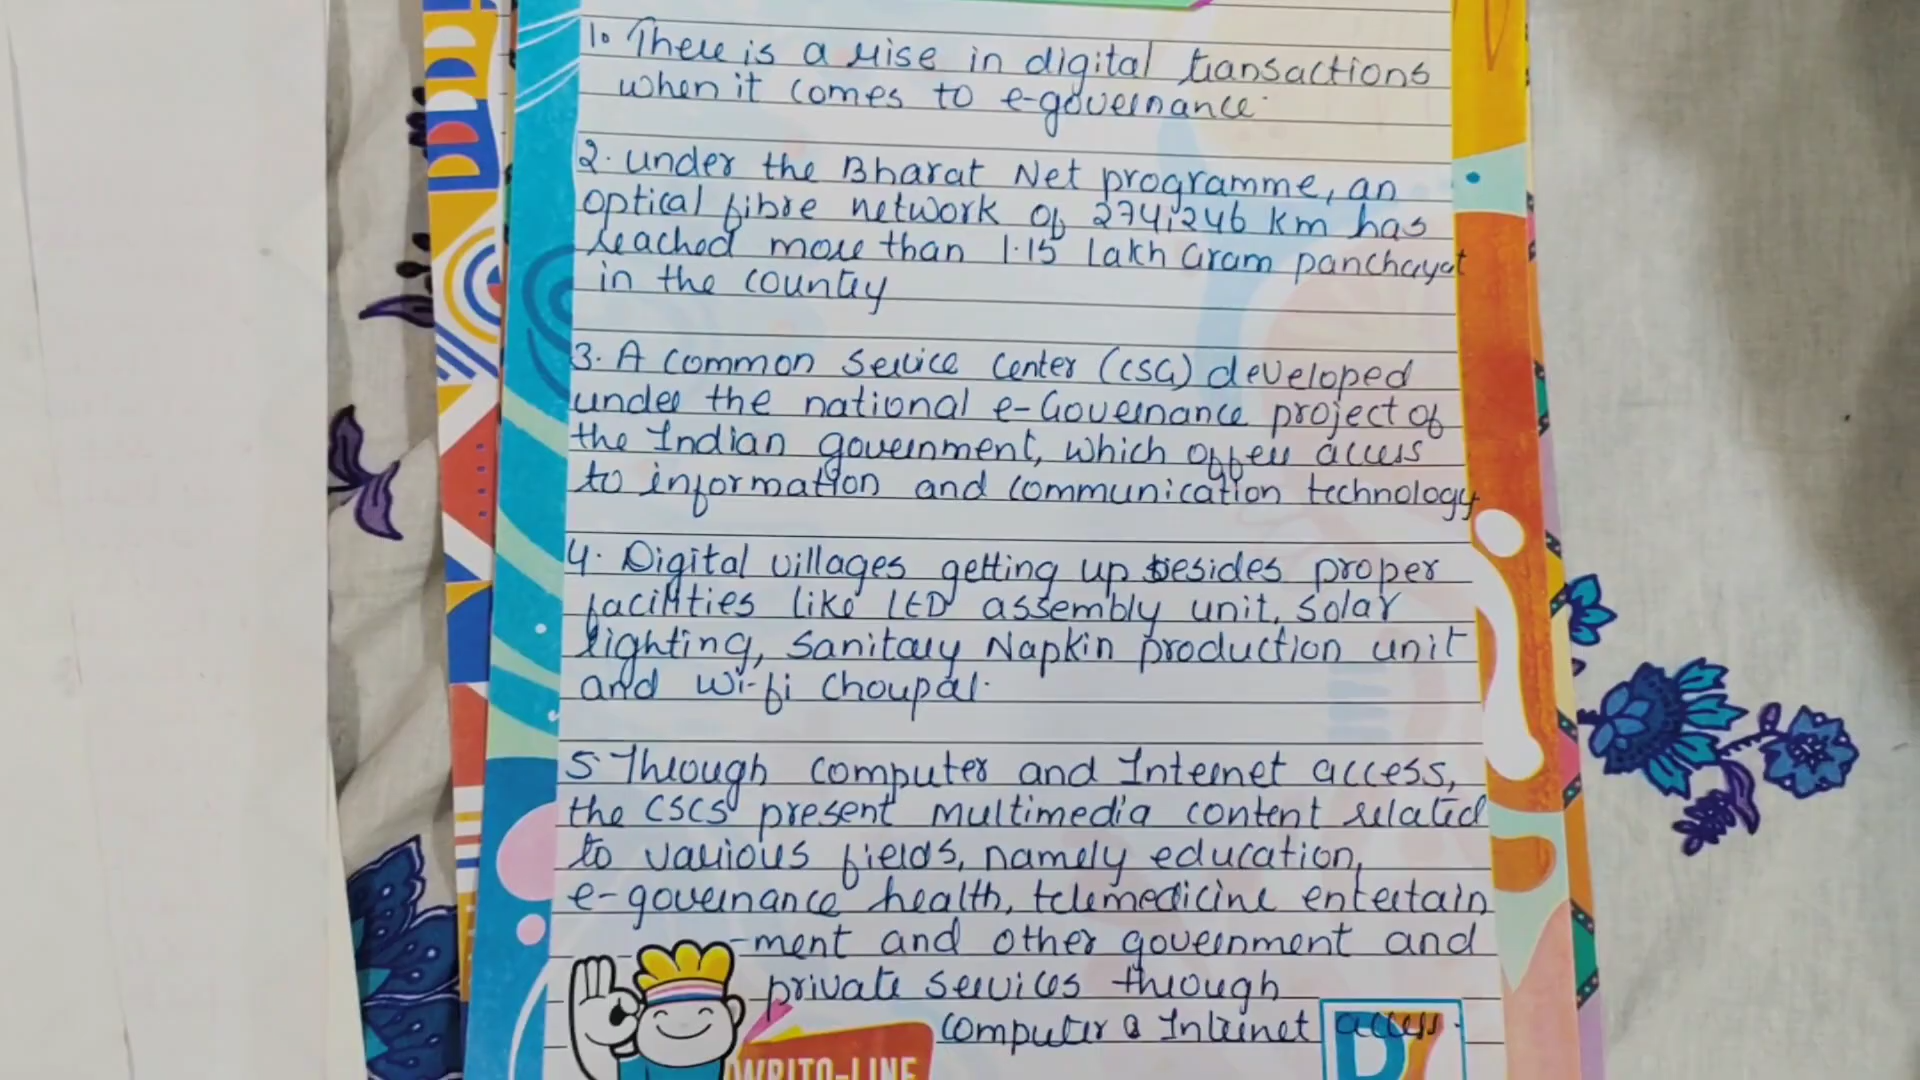 1. There is a rise in digital transactions
when it comes to e-governance.
2. under the Bharat Net programme, an
optical fibre network of 274,246 km has
reached more than 1.15 Lakh Gram panchayat
in the country
3. A common service center (CSG) developed
under the national e-Governance project of
the Indian government, which offer access
to information and communication technology
4. Digital villages getting up besides proper
facilities like LED assembly unit, solar
lighting, Sanitary Napkin production unit
and wi-fi choupal.
5. Through computer and Internet access,
the CSCS present multimedia content related
to various fields, namely education,
e-governance health, telemedicine entertain
-ment and other government and
private services through
computer & Internet access.
WRITO-LINE